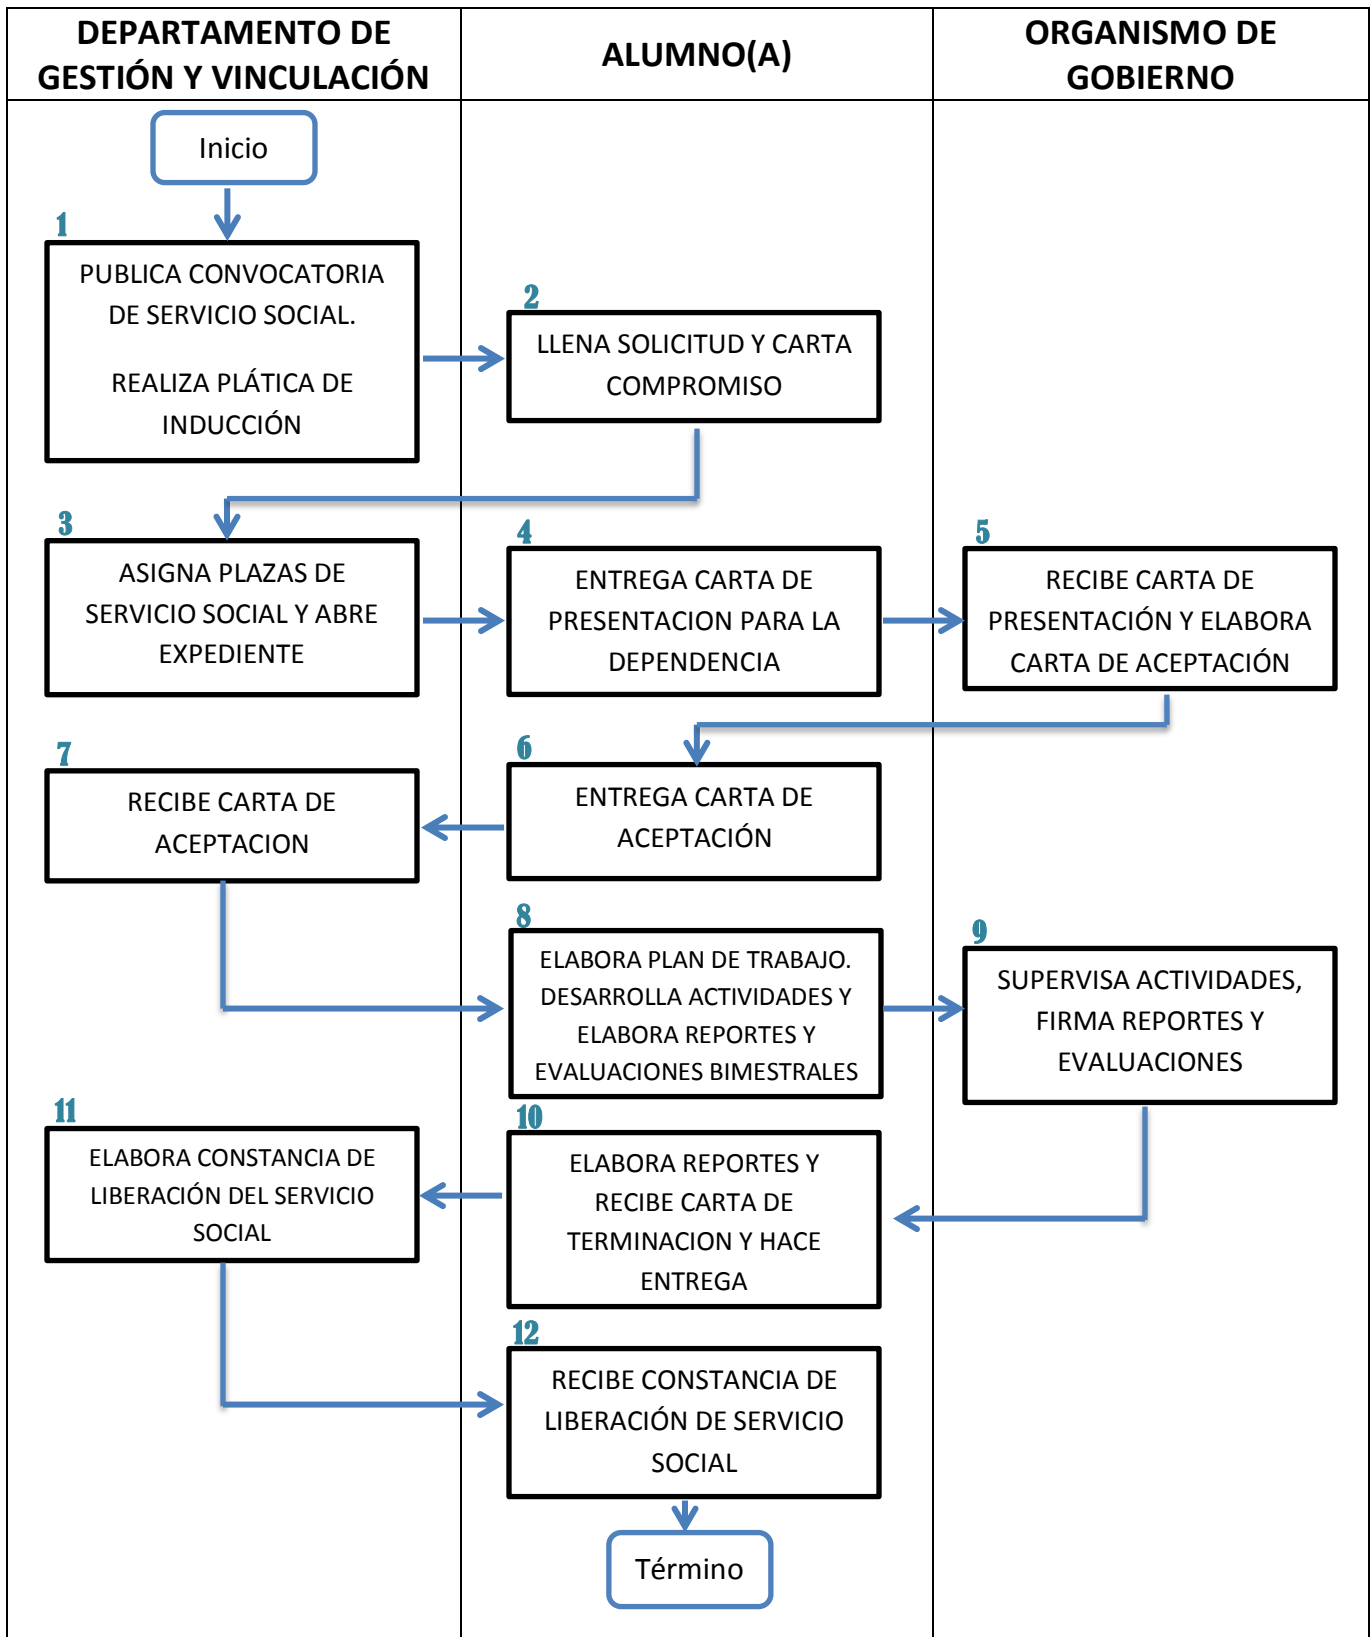 DEPARTAMENTO DE
GESTIÓN Y VINCULACIÓN
ALUMNO(A)
ORGANISMO DE
GOBIERNO
Inicio
1
PUBLICA CONVOCATORIA
DE SERVICIO SOCIAL.
REALIZA PLÁTICA DE
INDUCCIÓN
2
LLENA SOLICITUD Y CARTA
COMPROMISO
3
ASIGNA PLAZAS DE
SERVICIO SOCIAL Y ABRE
EXPEDIENTE
4
ENTREGA CARTA DE
PRESENTACION PARA LA
DEPENDENCIA
5
RECIBE CARTA DE
PRESENTACIÓN Y ELABORA
CARTA DE ACEPTACIÓN
6
ENTREGA CARTA DE
ACEPTACIÓN
7
RECIBE CARTA DE
ACEPTACION
8
ELABORA PLAN DE TRABAJO.
DESARROLLA ACTIVIDADES Y
ELABORA REPORTES Y
EVALUACIONES BIMESTRALES
9
SUPERVISA ACTIVIDADES,
FIRMA REPORTES Y
EVALUACIONES
10
ELABORA REPORTES Y
RECIBE CARTA DE
TERMINACION Y HACE
ENTREGA
11
ELABORA CONSTANCIA DE
LIBERACIÓN DEL SERVICIO
SOCIAL
12
RECIBE CONSTANCIA DE
LIBERACIÓN DE SERVICIO
SOCIAL
Término